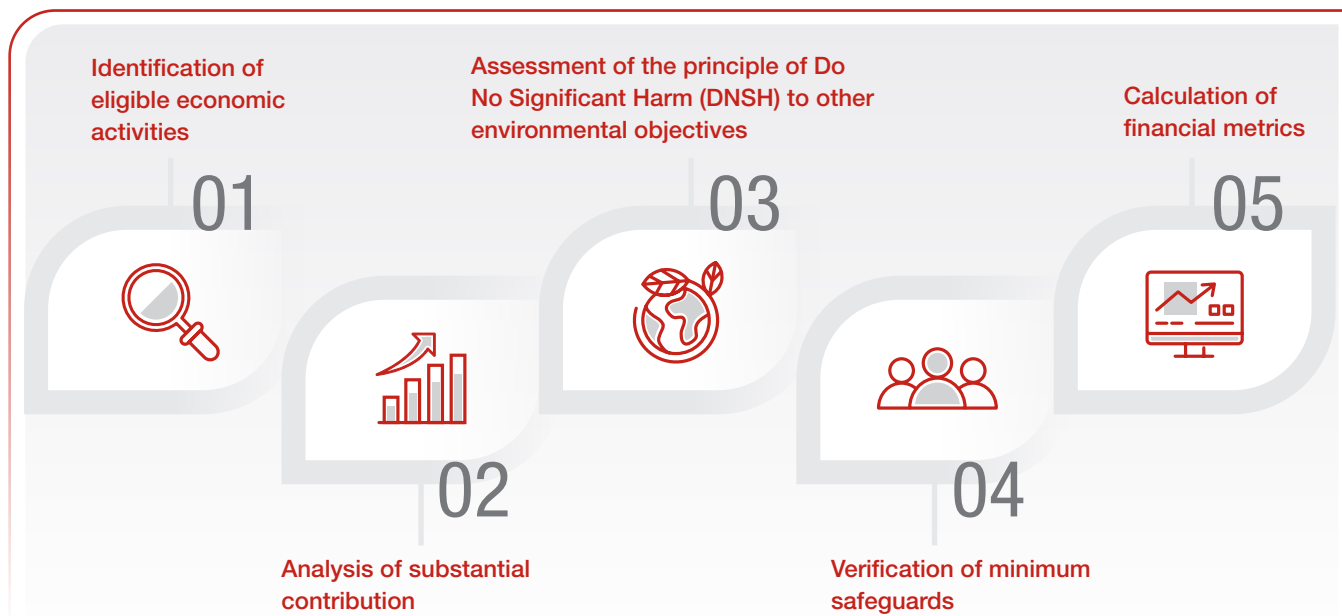 Identification of
eligible economic
activities
01
Analysis of substantial
contribution
02
Assessment of the principle of Do
No Significant Harm (DNSH) to other
environmental objectives
03
Verification of minimum
safeguards
04
Calculation of
financial metrics
05